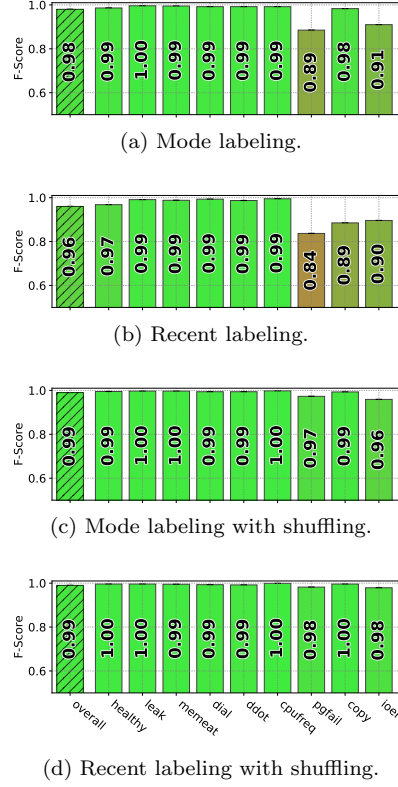 F-Score
1.0
0.8
0.6
0.98 0.99 1.00 0.99 0.99 0.99 0.99 0.89 0.98 0.91
(a) Mode labeling.
F-Score
1.0
0.8
0.6
0.96 0.97 0.99 0.99 0.99 0.99 0.99 0.84 0.89 0.90
(b) Recent labeling.
F-Score
1.0
0.8
0.6
0.99 0.99 1.00 1.00 0.99 0.99 1.00 0.97 0.99 0.96
(c) Mode labeling with shuffling.
F-Score
1.0
0.8
0.6
0.99 1.00 1.00 0.99 0.99 0.99 1.00 0.98 1.00 0.98
overall healthy leak memeat dial ddot cpufreq pgfail copy
(d) Recent labeling with shuffling.